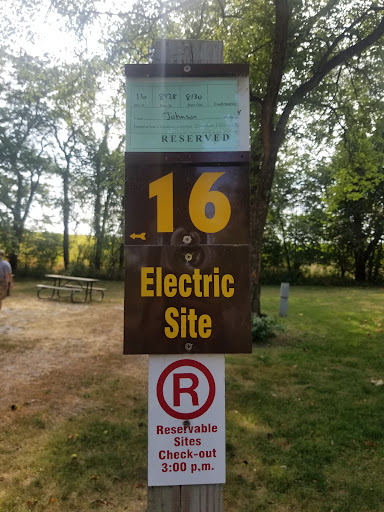 16 8/28 8/30
Johnson
RESERVED
16
Electric
Site
R
Reservable
Sites
Check-out
3:00 p.m.